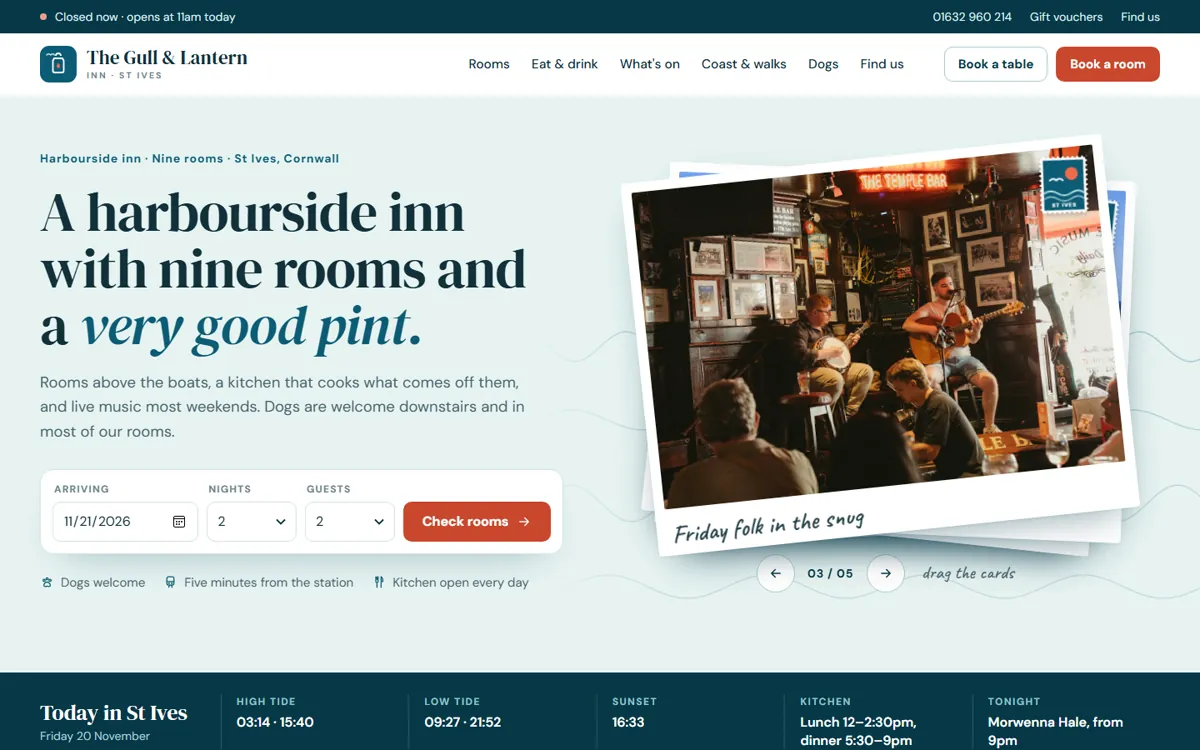 Closed now · opens at 11am today
01632 960 214 Gift vouchers Find us
The Gull & Lantern
INN · ST IVES
Rooms Eat & drink What's on Coast & walks Dogs Find us Book a table Book a room
Harbourside inn · Nine rooms · St Ives, Cornwall
A harbourside inn
with nine rooms and
a very good pint.
Rooms above the boats, a kitchen that cooks what comes off them,
and live music most weekends. Dogs are welcome downstairs and in
most of our rooms.
ARRIVING NIGHTS GUESTS
11/21/2026 2 2 Check rooms →
Dogs welcome Five minutes from the station Kitchen open every day
THE TEMPLE BAR
ST IVES
MUSIC
Daily
Friday folk in the snug
← 03 / 05 → drag the cards
Today in St Ives
Friday 20 November
HIGH TIDE
03:14 · 15:40
LOW TIDE
09:27 · 21:52
SUNSET
16:33
KITCHEN
Lunch 12–2:30pm,
dinner 5:30–9pm
TONIGHT
Morwenna Hale, from
9pm